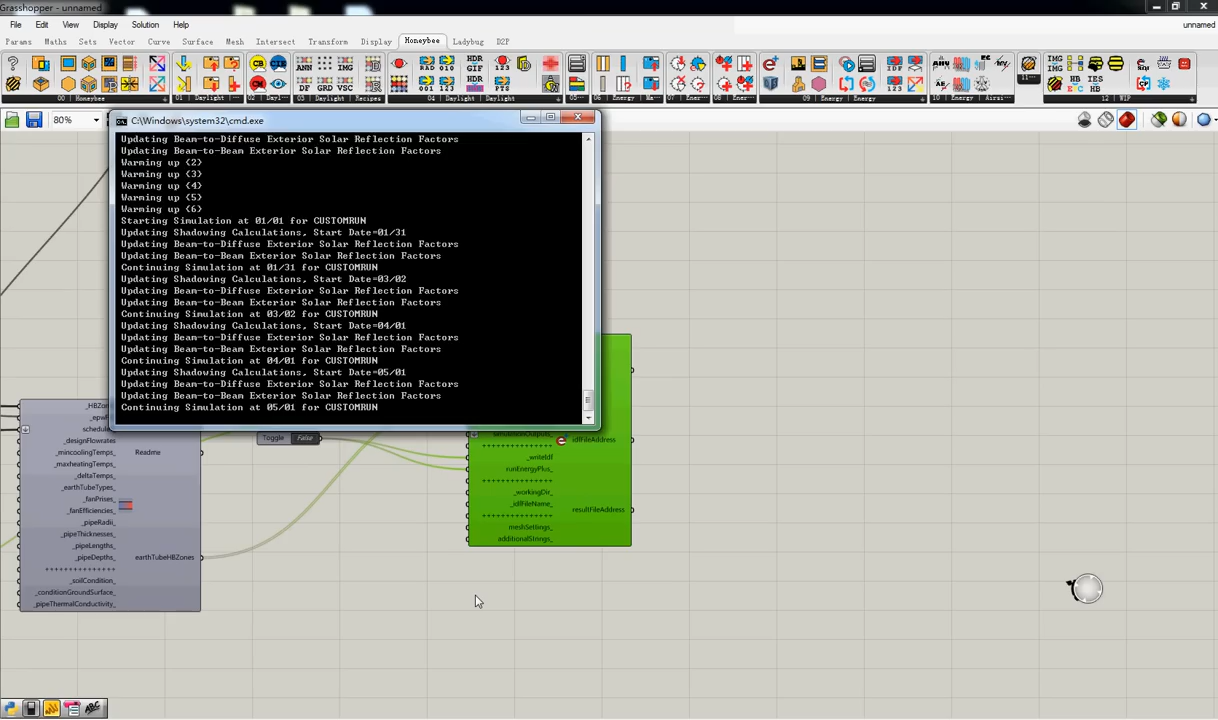 Grasshopper - unnamed
File Edit View Display Solution Help
unnamed
Params Maths Sets Vector Curve Surface Mesh Intersect Transform Display Honeybee Ladybug D2P
00 | Honeybee
80%
C:\Windows\system32\cmd.exe
Updating Beam-to-Diffuse Exterior Solar Reflection Factors
Updating Beam-to-Beam Exterior Solar Reflection Factors
Warming up {2}
Warming up {3}
Warming up {4}
Warming up {5}
Warming up {6}
Starting Simulation at 01/01 for CUSTOMRUN
Updating Shadowing Calculations, Start Date=01/31
Updating Beam-to-Diffuse Exterior Solar Reflection Factors
Updating Beam-to-Beam Exterior Solar Reflection Factors
Continuing Simulation at 01/31 for CUSTOMRUN
Updating Shadowing Calculations, Start Date=03/02
Updating Beam-to-Diffuse Exterior Solar Reflection Factors
Updating Beam-to-Beam Exterior Solar Reflection Factors
Continuing Simulation at 03/02 for CUSTOMRUN
Updating Shadowing Calculations, Start Date=04/01
Updating Beam-to-Diffuse Exterior Solar Reflection Factors
Updating Beam-to-Beam Exterior Solar Reflection Factors
Continuing Simulation at 04/01 for CUSTOMRUN
Updating Shadowing Calculations, Start Date=05/01
Updating Beam-to-Diffuse Exterior Solar Reflection Factors
Updating Beam-to-Beam Exterior Solar Reflection Factors
Continuing Simulation at 05/01 for CUSTOMRUN
_HBZon
_epwF
schedule
_designFlowrates
_mincoolingTemps_
_maxheatingTemps_
_deltaTemps_
_earthTubeTypes_
_fanPrises_
_fanEfficiencies_
_pipeRadii_
_pipeThicknesses_
_pipeLengths_
_pipeDepths_
+++++++++++++++
_soilCondition_
_conditionGroundSurface_
_pipeThermalConductivity_
Readme
earthTubeHBZones
Toggle False
+++++++++++++++
_writeIdf
runEnergyPlus_
+++++++++++++++
_workingDir_
_idfFileName_
+++++++++++++++
meshSettings_
additionalStrings_
idfFileAddress
resultFileAddress